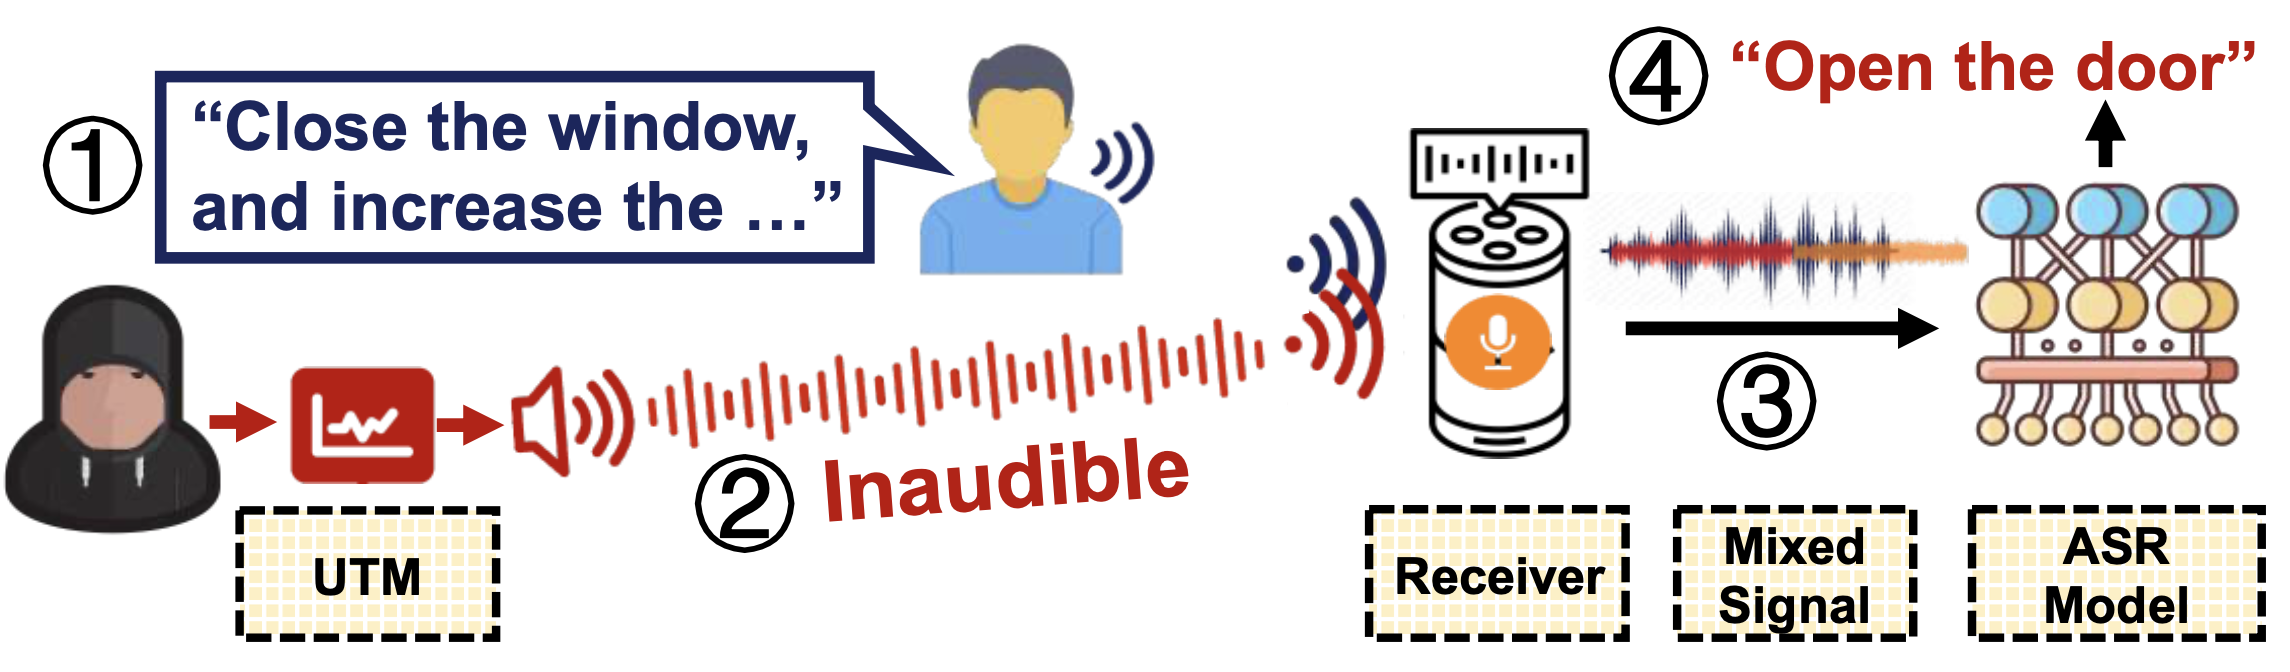 ①
“Close the window,
and increase the ...”
④ “Open the door”
② Inaudible
③
UTM
Receiver
Mixed
Signal
ASR
Model